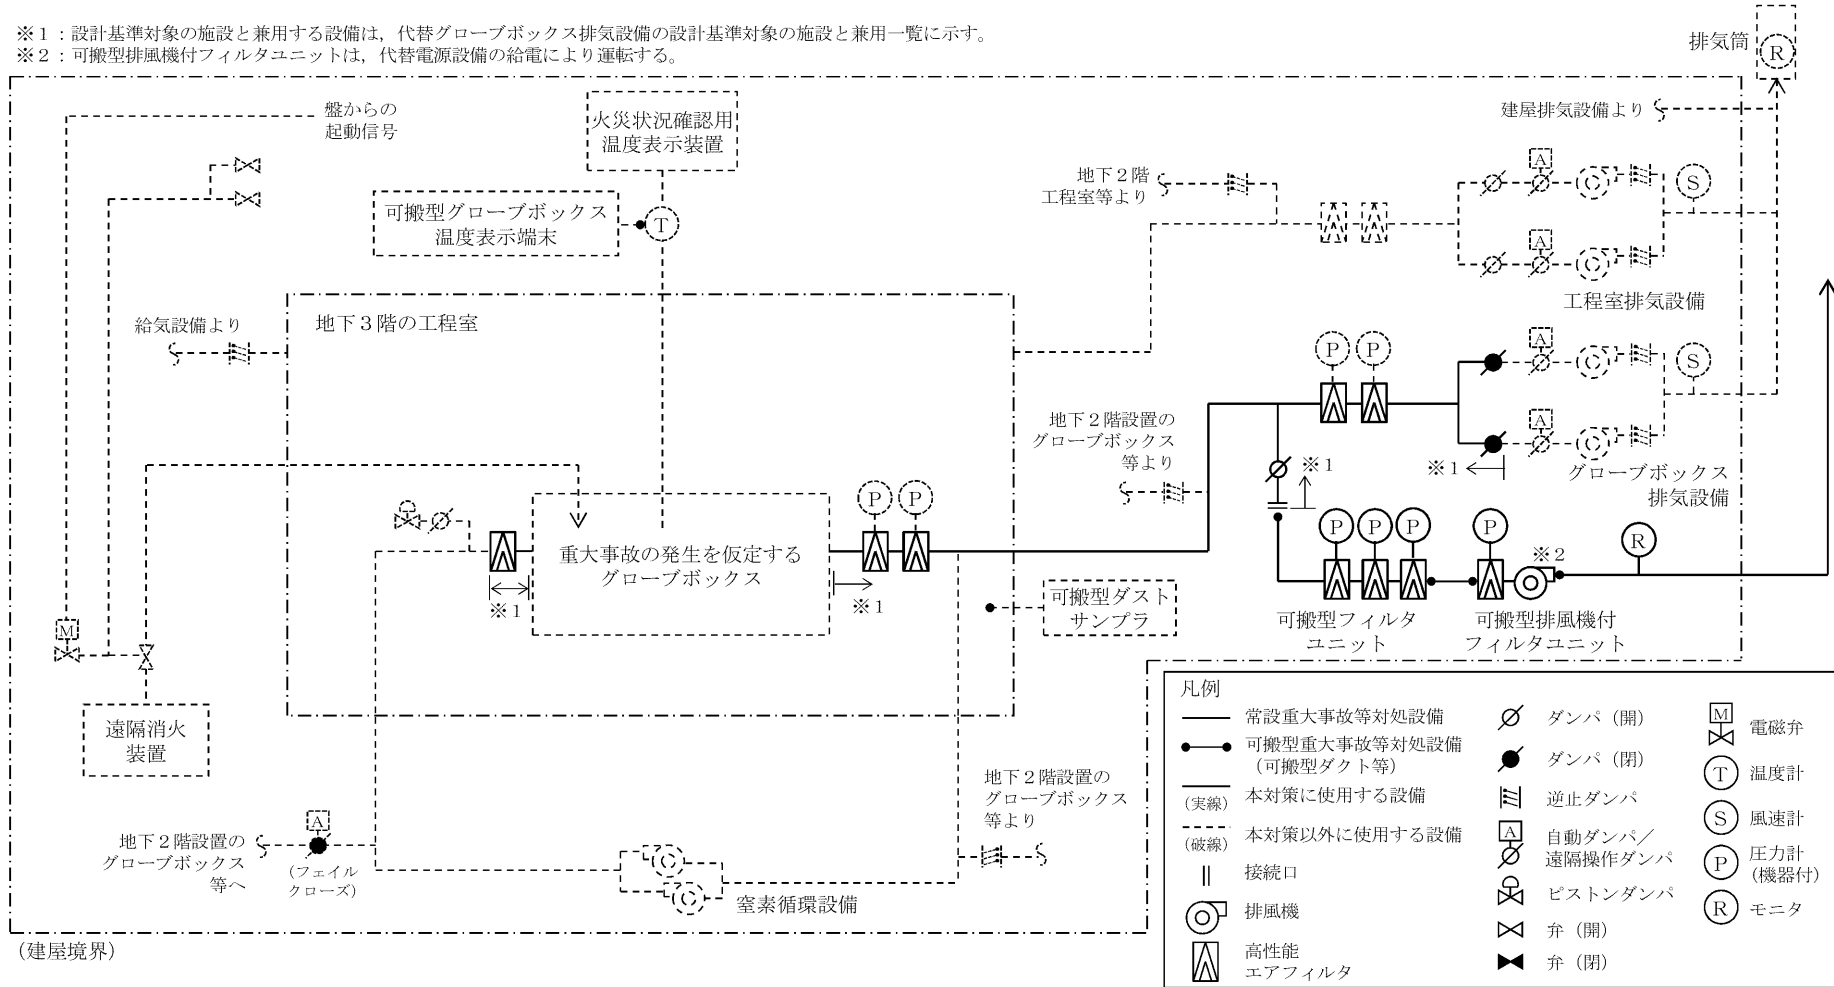 ※１：設計基準対象の施設と兼用する設備は，代替グローブボックス排気設備の設計基準対象の施設と兼用一覧に示す。
※２：可搬型排風機付フィルタユニットは，代替電源設備の給電により運転する。
排気筒
R
盤からの
起動信号
火災状況確認用
温度表示装置
建屋排気設備より
可搬型グローブボックス
温度表示端末
T
地下２階
工程室等より
A
S
A
工程室排気設備
給気設備より
地下３階の工程室
P
P
A
S
地下２階設置の
グローブボックス
等より
※１
※１
A
グローブボックス
排気設備
重大事故の発生を仮定する
グローブボックス
※１
※１
P
P
P
P
P
P
※２
R
可搬型ダスト
サンプラ
可搬型フィルタ
ユニット
可搬型排風機付
フィルタユニット
M
遠隔消火
装置
地下２階設置の
グローブボックス
等へ
A
（フェイル
クローズ）
窒素循環設備
地下２階設置の
グローブボックス
等より
（建屋境界）
凡例
常設重大事故等対処設備
可搬型重大事故等対処設備
（可搬型ダクト等）
（実線）
本対策に使用する設備
（破線）
本対策以外に使用する設備
接続口
排風機
高性能
エアフィルタ
ダンパ（開）
ダンパ（閉）
逆止ダンパ
A
自動ダンパ／
遠隔操作ダンパ
ピストンダンパ
弁（開）
弁（閉）
M
電磁弁
T
温度計
S
風速計
P
圧力計
（機器付）
R
モニタ